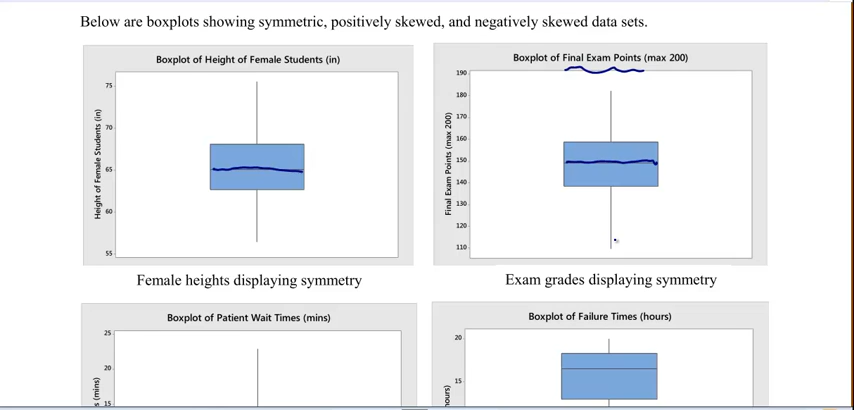 Below are boxplots showing symmetric, positively skewed, and negatively skewed data sets.
Boxplot of Height of Female Students (in)
75
70
65
60
55
Height of Female Students (in)
Female heights displaying symmetry
Boxplot of Final Exam Points (max 200)
190
180
170
160
150
140
130
120
110
Final Exam Points (max 200)
Exam grades displaying symmetry
Boxplot of Patient Wait Times (mins)
25
20
15
(mins)
Boxplot of Failure Times (hours)
20
15